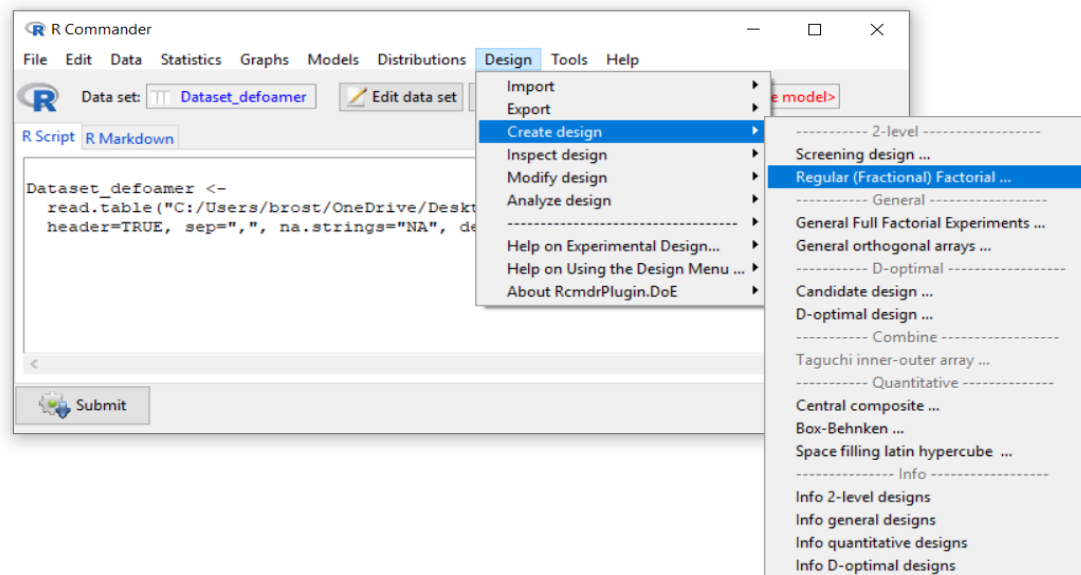 R Commander
File Edit Data Statistics Graphs Models Distributions Design Tools Help
R Data set: Dataset_defoamer Edit data set e model>
R Script R Markdown
Dataset_defoamer <-
read.table("C:/Users/brost/OneDrive/Deskt
header=TRUE, sep=",", na.strings="NA", de
Submit
Import
Export
Create design
Inspect design
Modify design
Analyze design
-----------------------------------
Help on Experimental Design...
Help on Using the Design Menu ...
About RcmdrPlugin.DoE
----------- 2-level ------------------
Screening design ...
Regular (Fractional) Factorial ...
----------- General ------------------
General Full Factorial Experiments ...
General orthogonal arrays ...
----------- D-optimal ------------------
Candidate design ...
D-optimal design ...
----------- Combine ------------------
Taguchi inner-outer array ...
----------- Quantitative --------------
Central composite ...
Box-Behnken ...
Space filling latin hypercube ...
--------------- Info ------------------
Info 2-level designs
Info general designs
Info quantitative designs
Info D-optimal designs